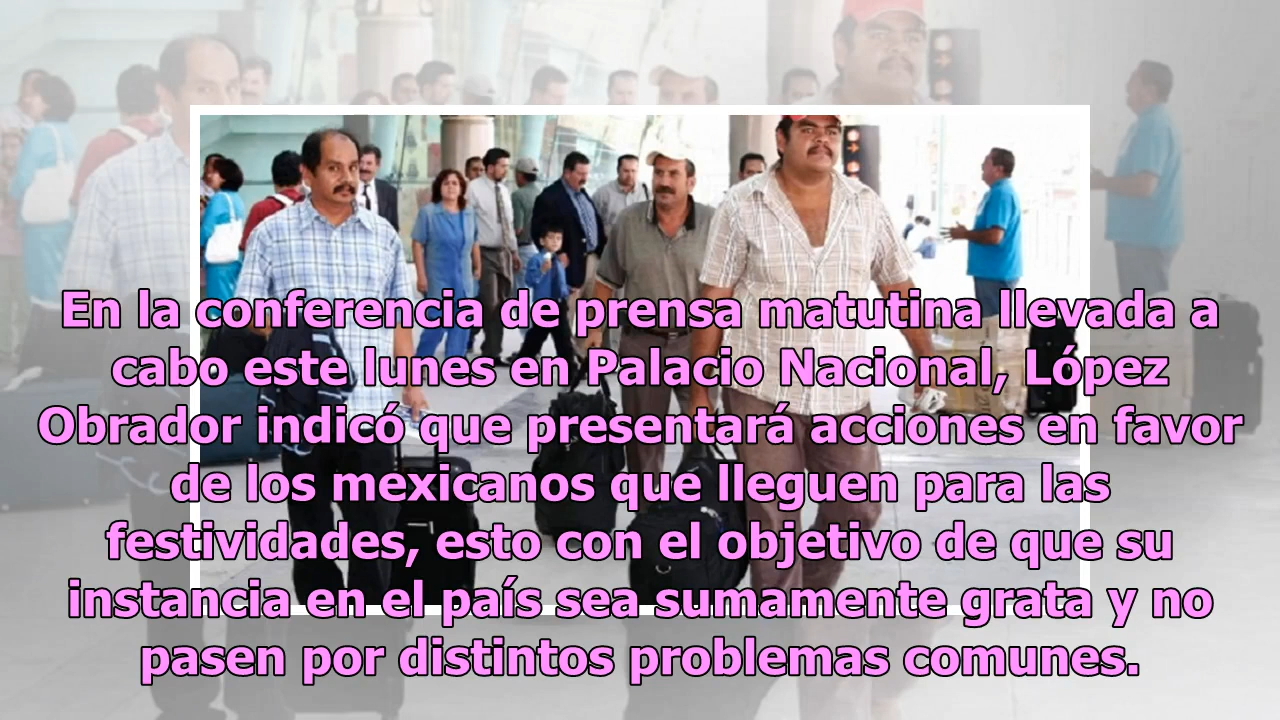 En la conferencia de prensa matutina llevada a
cabo este lunes en Palacio Nacional, López
Obrador indicó que presentará acciones en favor
de los mexicanos que lleguen para las
festividades, esto con el objetivo de que su
instancia en el país sea sumamente grata y no
pasen por distintos problemas comunes.